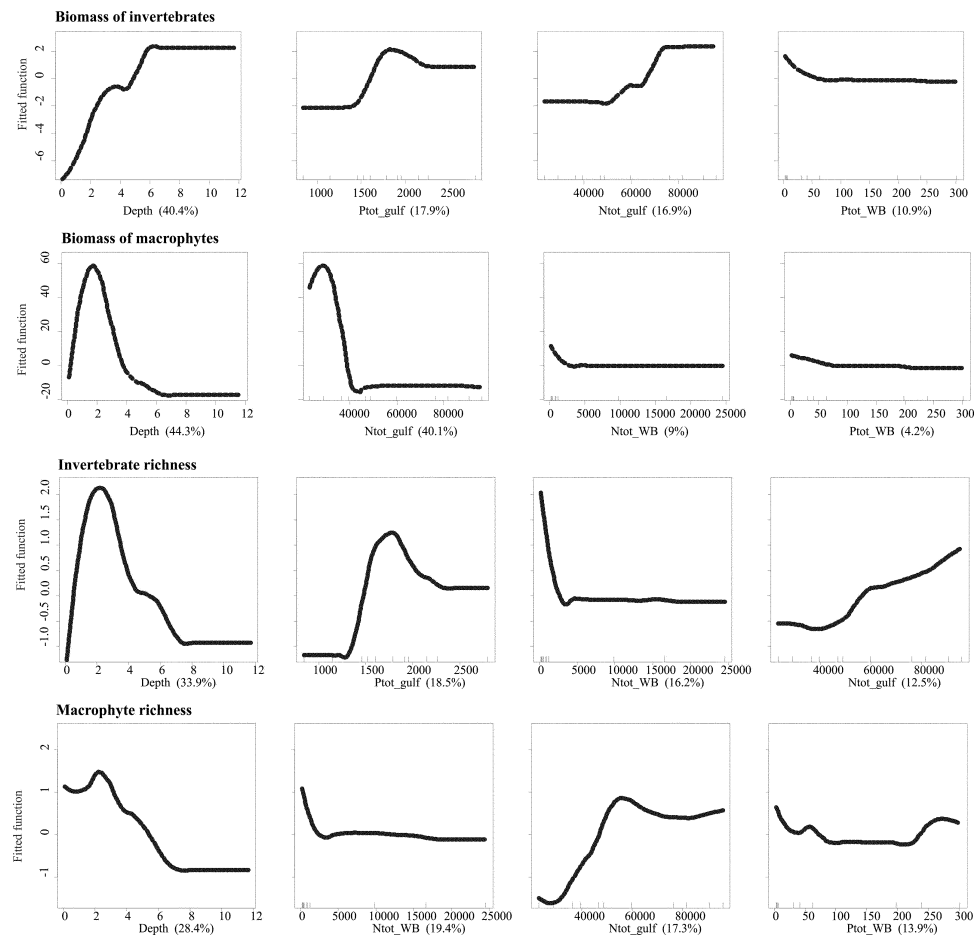 Biomass of invertebrates
Fitted function
2
0
-2
-4
-6
0 2 4 6 8 10 12
Depth (40.4%)
1000 1500 2000 2500
Ptot_gulf (17.9%)
40000 60000 80000
Ntot_gulf (16.9%)
0 50 100 150 200 250 300
Ptot_WB (10.9%)
Biomass of macrophytes
Fitted function
60
40
20
0
-20
0 2 4 6 8 10 12
Depth (44.3%)
40000 60000 80000
Ntot_gulf (40.1%)
0 5000 10000 15000 20000 25000
Ntot_WB (9%)
0 50 100 150 200 250 300
Ptot_WB (4.2%)
Invertebrate richness
Fitted function
2.0
1.5
1.0
0.5
0.0
-0.5
-1.0
0 2 4 6 8 10 12
Depth (33.9%)
1000 1500 2000 2500
Ptot_gulf (18.5%)
0 5000 10000 15000 20000 25000
Ntot_WB (16.2%)
40000 60000 80000
Ntot_gulf (12.5%)
Macrophyte richness
Fitted function
2
1
0
-1
0 2 4 6 8 10 12
Depth (28.4%)
0 5000 10000 15000 20000 25000
Ntot_WB (19.4%)
40000 60000 80000
Ntot_gulf (17.3%)
0 50 100 150 200 250 300
Ptot_WB (13.9%)